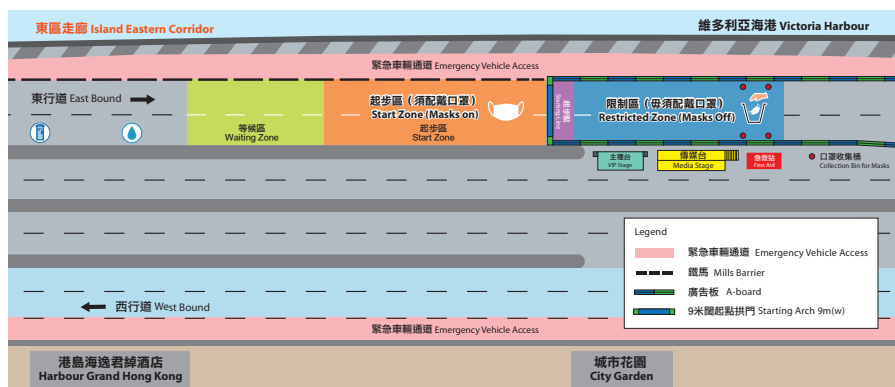 東區走廊 Island Eastern Corridor
維多利亞海港 Victoria Harbour
緊急車輛通道 Emergency Vehicle Access
東行道 East Bound
等候區
Waiting Zone
起步區（須配戴口罩）
Start Zone (Masks on)
起步區
Start Zone
起步點
Starting Line
限制區（毋須配戴口罩）
Restricted Zone (Masks Off)
主禮台
VIP Stage
傳媒台
Media Stage
急救站
First Aid
口罩收集桶
Collection Bin for Masks
Legend
緊急車輛通道 Emergency Vehicle Access
鐵馬 Mills Barrier
廣告板 A-board
9米闊起點拱門 Starting Arch 9m(w)
西行道 West Bound
緊急車輛通道 Emergency Vehicle Access
港島海逸君綽酒店
Harbour Grand Hong Kong
城市花園
City Garden